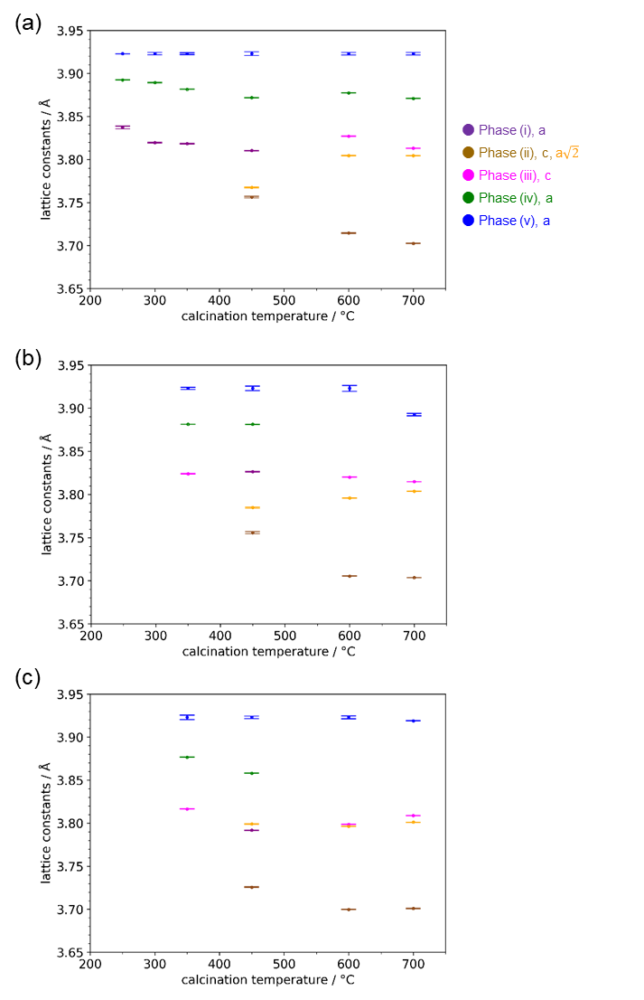 (a)
3.95
3.90
3.85
3.80
3.75
3.70
3.65
lattice constants / Å
200 300 400 500 600 700
calcination temperature / °C
Phase (i), a
Phase (ii), c, a√2
Phase (iii), c
Phase (iv), a
Phase (v), a
(b)
3.95
3.90
3.85
3.80
3.75
3.70
3.65
lattice constants / Å
200 300 400 500 600 700
calcination temperature / °C
(c)
3.95
3.90
3.85
3.80
3.75
3.70
3.65
lattice constants / Å
200 300 400 500 600 700
calcination temperature / °C